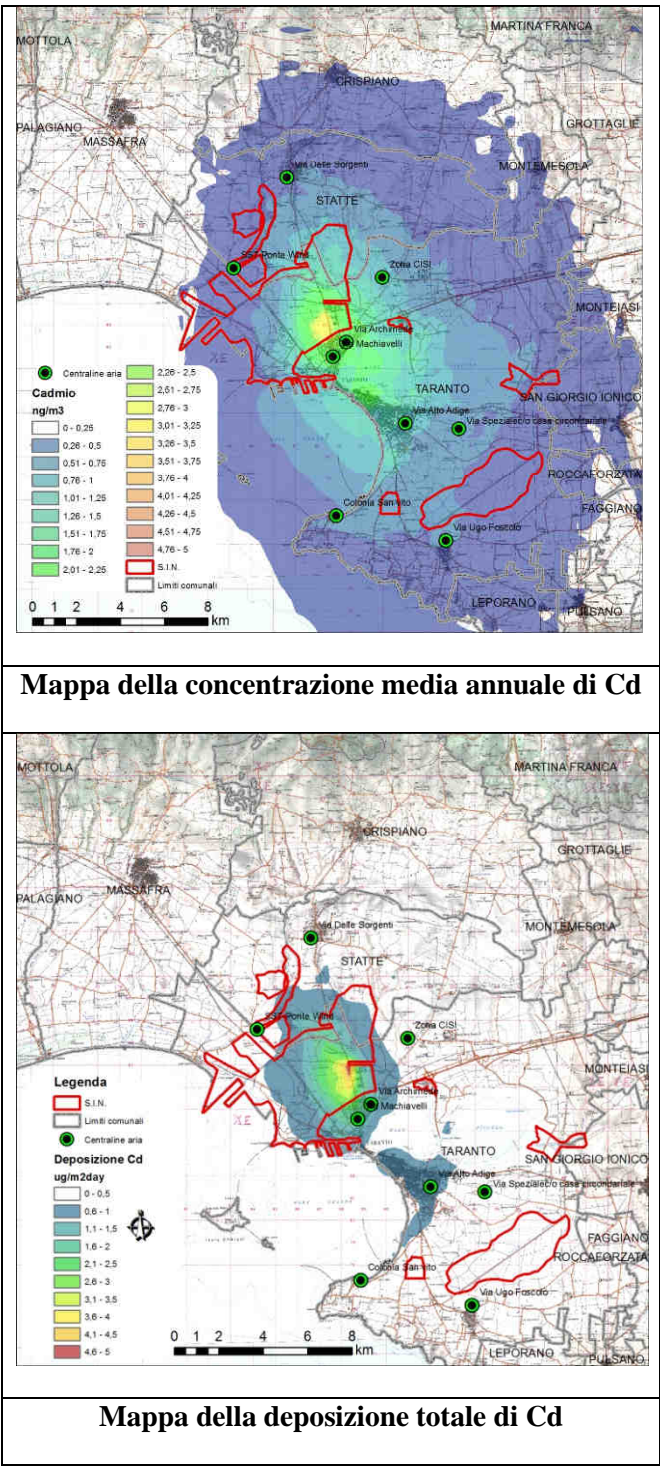 MARTINA FRANCA
MOTTOLA
CRISPIANO
GROTTAGLIE
PALAGIANO
MASSAFRA
MONTEMESOLA
Via Delle Sorgenti
STATTE
SST Ponte Wind
Zona CISI
MONTEIASI
Via Archimede
Machiavelli
TARANTO
SAN GIORGIO IONICO
Via Alto Adige
Via Speziale c/o casa circondariale
ROCCAFORZATA
FAGGIANO
Colonia San Vito
Via Ugo Foscolo
LEPORANO
PULSANO
Centraline aria
Cadmio
ng/m3
0 - 0,25
0,26 - 0,5
0,51 - 0,75
0,76 - 1
1,01 - 1,25
1,26 - 1,5
1,51 - 1,75
1,76 - 2
2,01 - 2,25
2,26 - 2,5
2,51 - 2,75
2,76 - 3
3,01 - 3,25
3,26 - 3,5
3,51 - 3,75
3,76 - 4
4,01 - 4,25
4,26 - 4,5
4,51 - 4,75
4,76 - 5
S.I.N.
Limiti comunali
0 1 2 4 6 8
km
Mappa della concentrazione media annuale di Cd
MOTTOLA
MARTINA FRANCA
CRISPIANO
GROTTAGLIE
MASSAFRA
PALAGIANO
MONTEMESOLA
Via Delle Sorgenti
STATTE
SST Ponte Wind
Zona CISI
MONTEIASI
Via Archimede
Machiavelli
TARANTO
SAN GIORGIO IONICO
Via Alto Adige
Via Speziale c/o casa circondariale
FAGGIANO
ROCCAFORZATA
Colonia San Vito
Via Ugo Foscolo
LEPORANO
PULSANO
Legenda
S.I.N.
Limiti comunali
Centraline aria
Deposizione Cd
ug/m2day
0 - 0,5
0,6 - 1
1,1 - 1,5
1,6 - 2
2,1 - 2,5
2,6 - 3
3,1 - 3,5
3,6 - 4
4,1 - 4,5
4,6 - 5
0 1 2 4 6 8
km
Mappa della deposizione totale di Cd